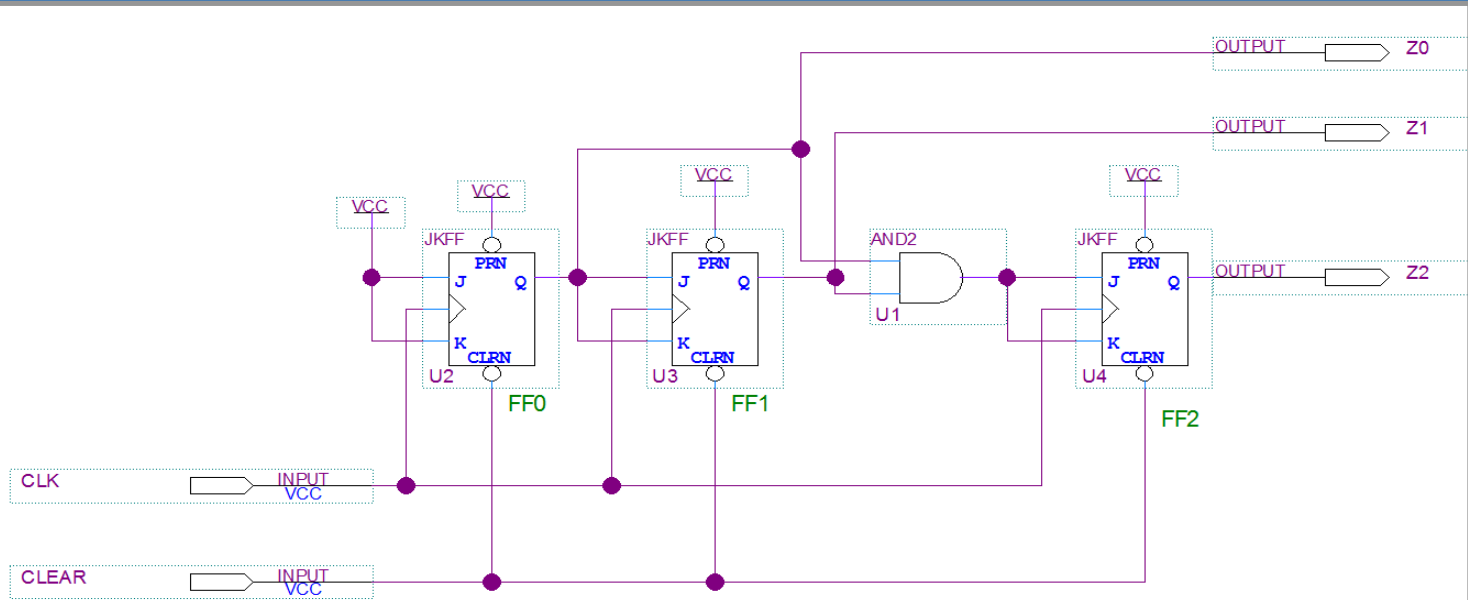 OUTPUT Z0
OUTPUT Z1
VCC
VCC
VCC
VCC
JKFF
PRN
J
Q
K
CLRN
U2
FF0
JKFF
PRN
J
Q
K
CLRN
U3
FF1
AND2
U1
JKFF
PRN
J
Q
K
CLRN
U4
FF2
OUTPUT Z2
CLK INPUT
VCC
CLEAR INPUT
VCC